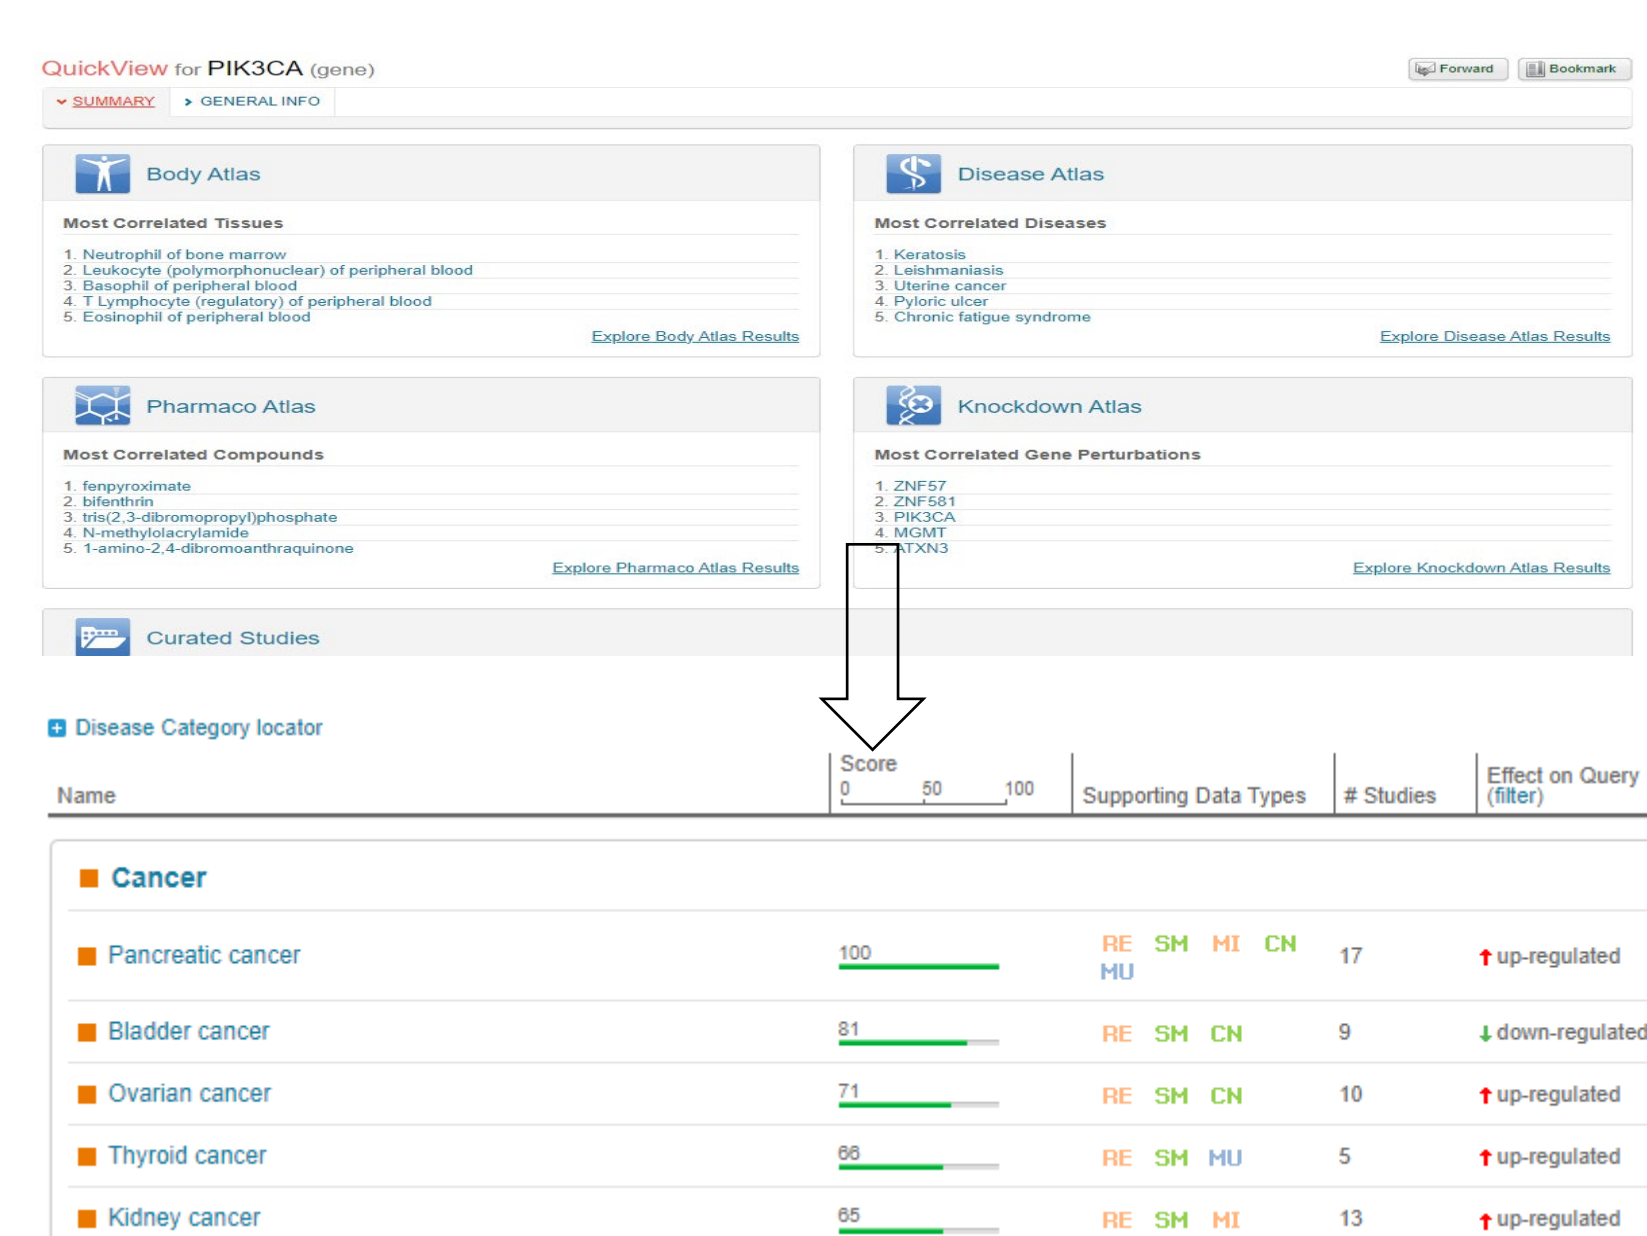 QuickView for PIK3CA (gene)
Forward
Bookmark
SUMMARY
GENERAL INFO
Body Atlas
Most Correlated Tissues
1. Neutrophil of bone marrow
2. Leukocyte (polymorphonuclear) of peripheral blood
3. Basophil of peripheral blood
4. T Lymphocyte (regulatory) of peripheral blood
5. Eosinophil of peripheral blood
Explore Body Atlas Results
Disease Atlas
Most Correlated Diseases
1. Keratosis
2. Leishmaniasis
3. Uterine cancer
4. Pyloric ulcer
5. Chronic fatigue syndrome
Explore Disease Atlas Results
Pharmaco Atlas
Most Correlated Compounds
1. fenpyroximate
2. bifenthrin
3. tris(2,3-dibromopropyl)phosphate
4. N-methylolacrylamide
5. 1-amino-2,4-dibromoanthraquinone
Explore Pharmaco Atlas Results
Knockdown Atlas
Most Correlated Gene Perturbations
1. ZNF57
2. ZNF581
3. PIK3CA
4. MGMT
5. ATXN3
Explore Knockdown Atlas Results
Curated Studies
Disease Category locator
Name
Score
0 50 100
Supporting Data Types
# Studies
Effect on Query
(filter)
Cancer
Pancreatic cancer 100 RE SM MI CN 17 up-regulated
MU
Bladder cancer 81 RE SM CN 9 down-regulated
Ovarian cancer 71 RE SM CN 10 up-regulated
Thyroid cancer 66 RE SM MU 5 up-regulated
Kidney cancer 65 RE SM MI 13 up-regulated